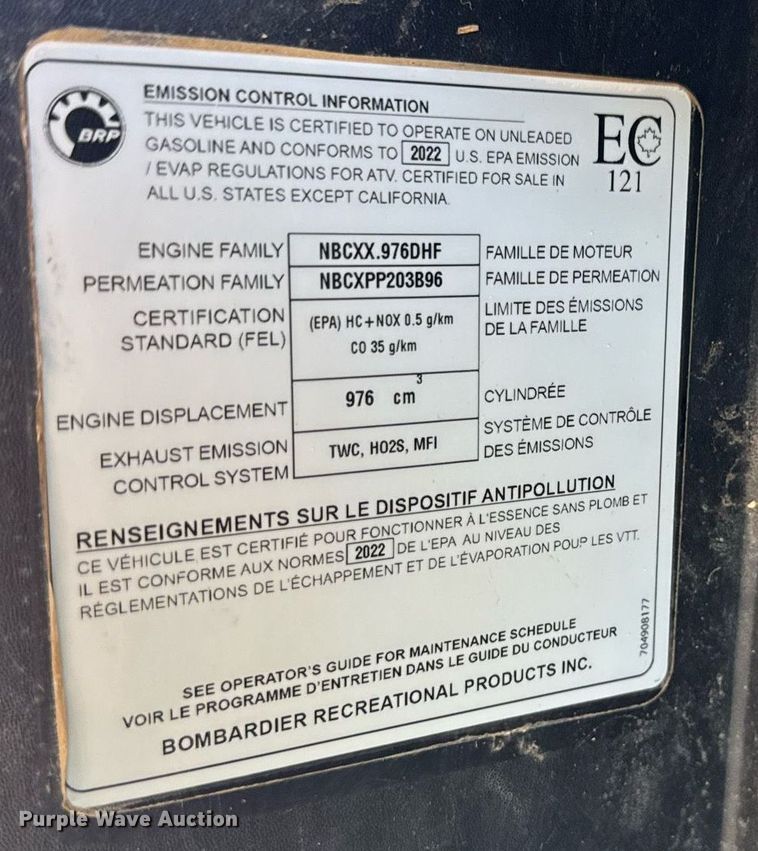 BRP
EMISSION CONTROL INFORMATION
THIS VEHICLE IS CERTIFIED TO OPERATE ON UNLEADED
GASOLINE AND CONFORMS TO 2022 U.S. EPA EMISSION
/ EVAP REGULATIONS FOR ATV. CERTIFIED FOR SALE IN
ALL U.S. STATES EXCEPT CALIFORNIA.
EC
121
ENGINE FAMILY NBCXX.976DHF FAMILLE DE MOTEUR
PERMEATION FAMILY NBCXPP203B96 FAMILLE DE PERMEATION
CERTIFICATION (EPA) HC+NOX 0.5 g/km LIMITE DES ÉMISSIONS
STANDARD (FEL) CO 35 g/km DE LA FAMILLE
ENGINE DISPLACEMENT 976 cm³ CYLINDRÉE
EXHAUST EMISSION TWC, HO2S, MFI SYSTÈME DE CONTRÔLE
CONTROL SYSTEM DES ÉMISSIONS
RENSEIGNEMENTS SUR LE DISPOSITIF ANTIPOLLUTION
CE VÉHICULE EST CERTIFIÉ POUR FONCTIONNER À L'ESSENCE SANS PLOMB ET
IL EST CONFORME AUX NORMES 2022 DE L'EPA AU NIVEAU DES
RÉGLEMENTATIONS DE L'ÉCHAPPEMENT ET DE L'ÉVAPORATION POUR LES VTT.
704908177
SEE OPERATOR'S GUIDE FOR MAINTENANCE SCHEDULE
VOIR LE PROGRAMME D'ENTRETIEN DANS LE GUIDE DU CONDUCTEUR
BOMBARDIER RECREATIONAL PRODUCTS INC.
Purple Wave Auction